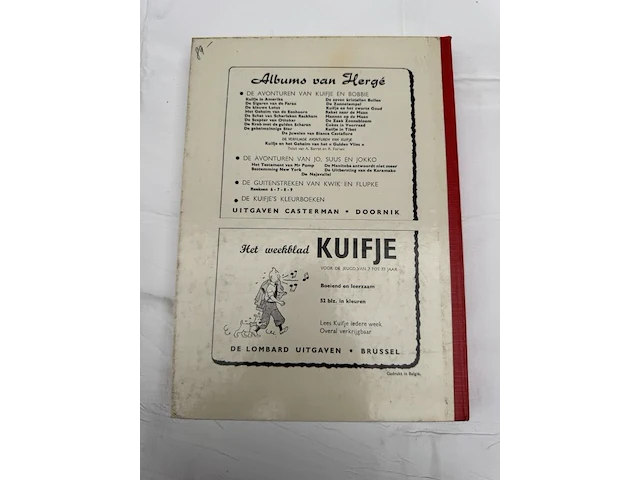 89-
Albums van Hergé
DE AVONTUREN VAN KUIFJE EN BOBBIE
Kuifje in Amerika
De Sigaren van de Farao
De blauwe Lotus
Het Geheim van de Eenhoorn
De Schat van Scharlaken Rackham
De Scepter van Ottokar
De Krab met de gulden Scharen
De geheimzinnige Ster
De zeven kristallen Bollen
De Zonnetempel
Kuifje en het zwarte Goud
Raket naar de Maan
Mannen op de Maan
De Zaak Zonnebloem
Cokes in Voorraad
Kuifje in Tibet
De Juwelen van Bianca Castafiore
DE VERFILMDE AVONTUREN VAN KUIFJE
Kuifje en het Geheim van het « Gulden Vlies »
DE AVONTUREN VAN JO, SUUS EN JOKKO
Het Testament van Mr Pump
Bestemming New York
De Manitoba antwoordt niet meer
De Uitbarsting van de Karamako
De Nejavallei
DE GUITENSTREKEN VAN KWIK EN FLUPKE
Reeksen 6 - 7 - 8 - 9
DE KUIFJE'S KLEURBOEKEN
UITGAVEN CASTERMAN • DOORNIK
Het weekblad KUIFJE
VOOR DE JEUGD VAN 7 TOT 77 JAAR
Boeiend en leerzaam
52 blz. in kleuren
Lees Kuifje iedere week
Overal verkrijgbaar
DE LOMBARD UITGAVEN • BRUSSEL
Gedrukt in België.